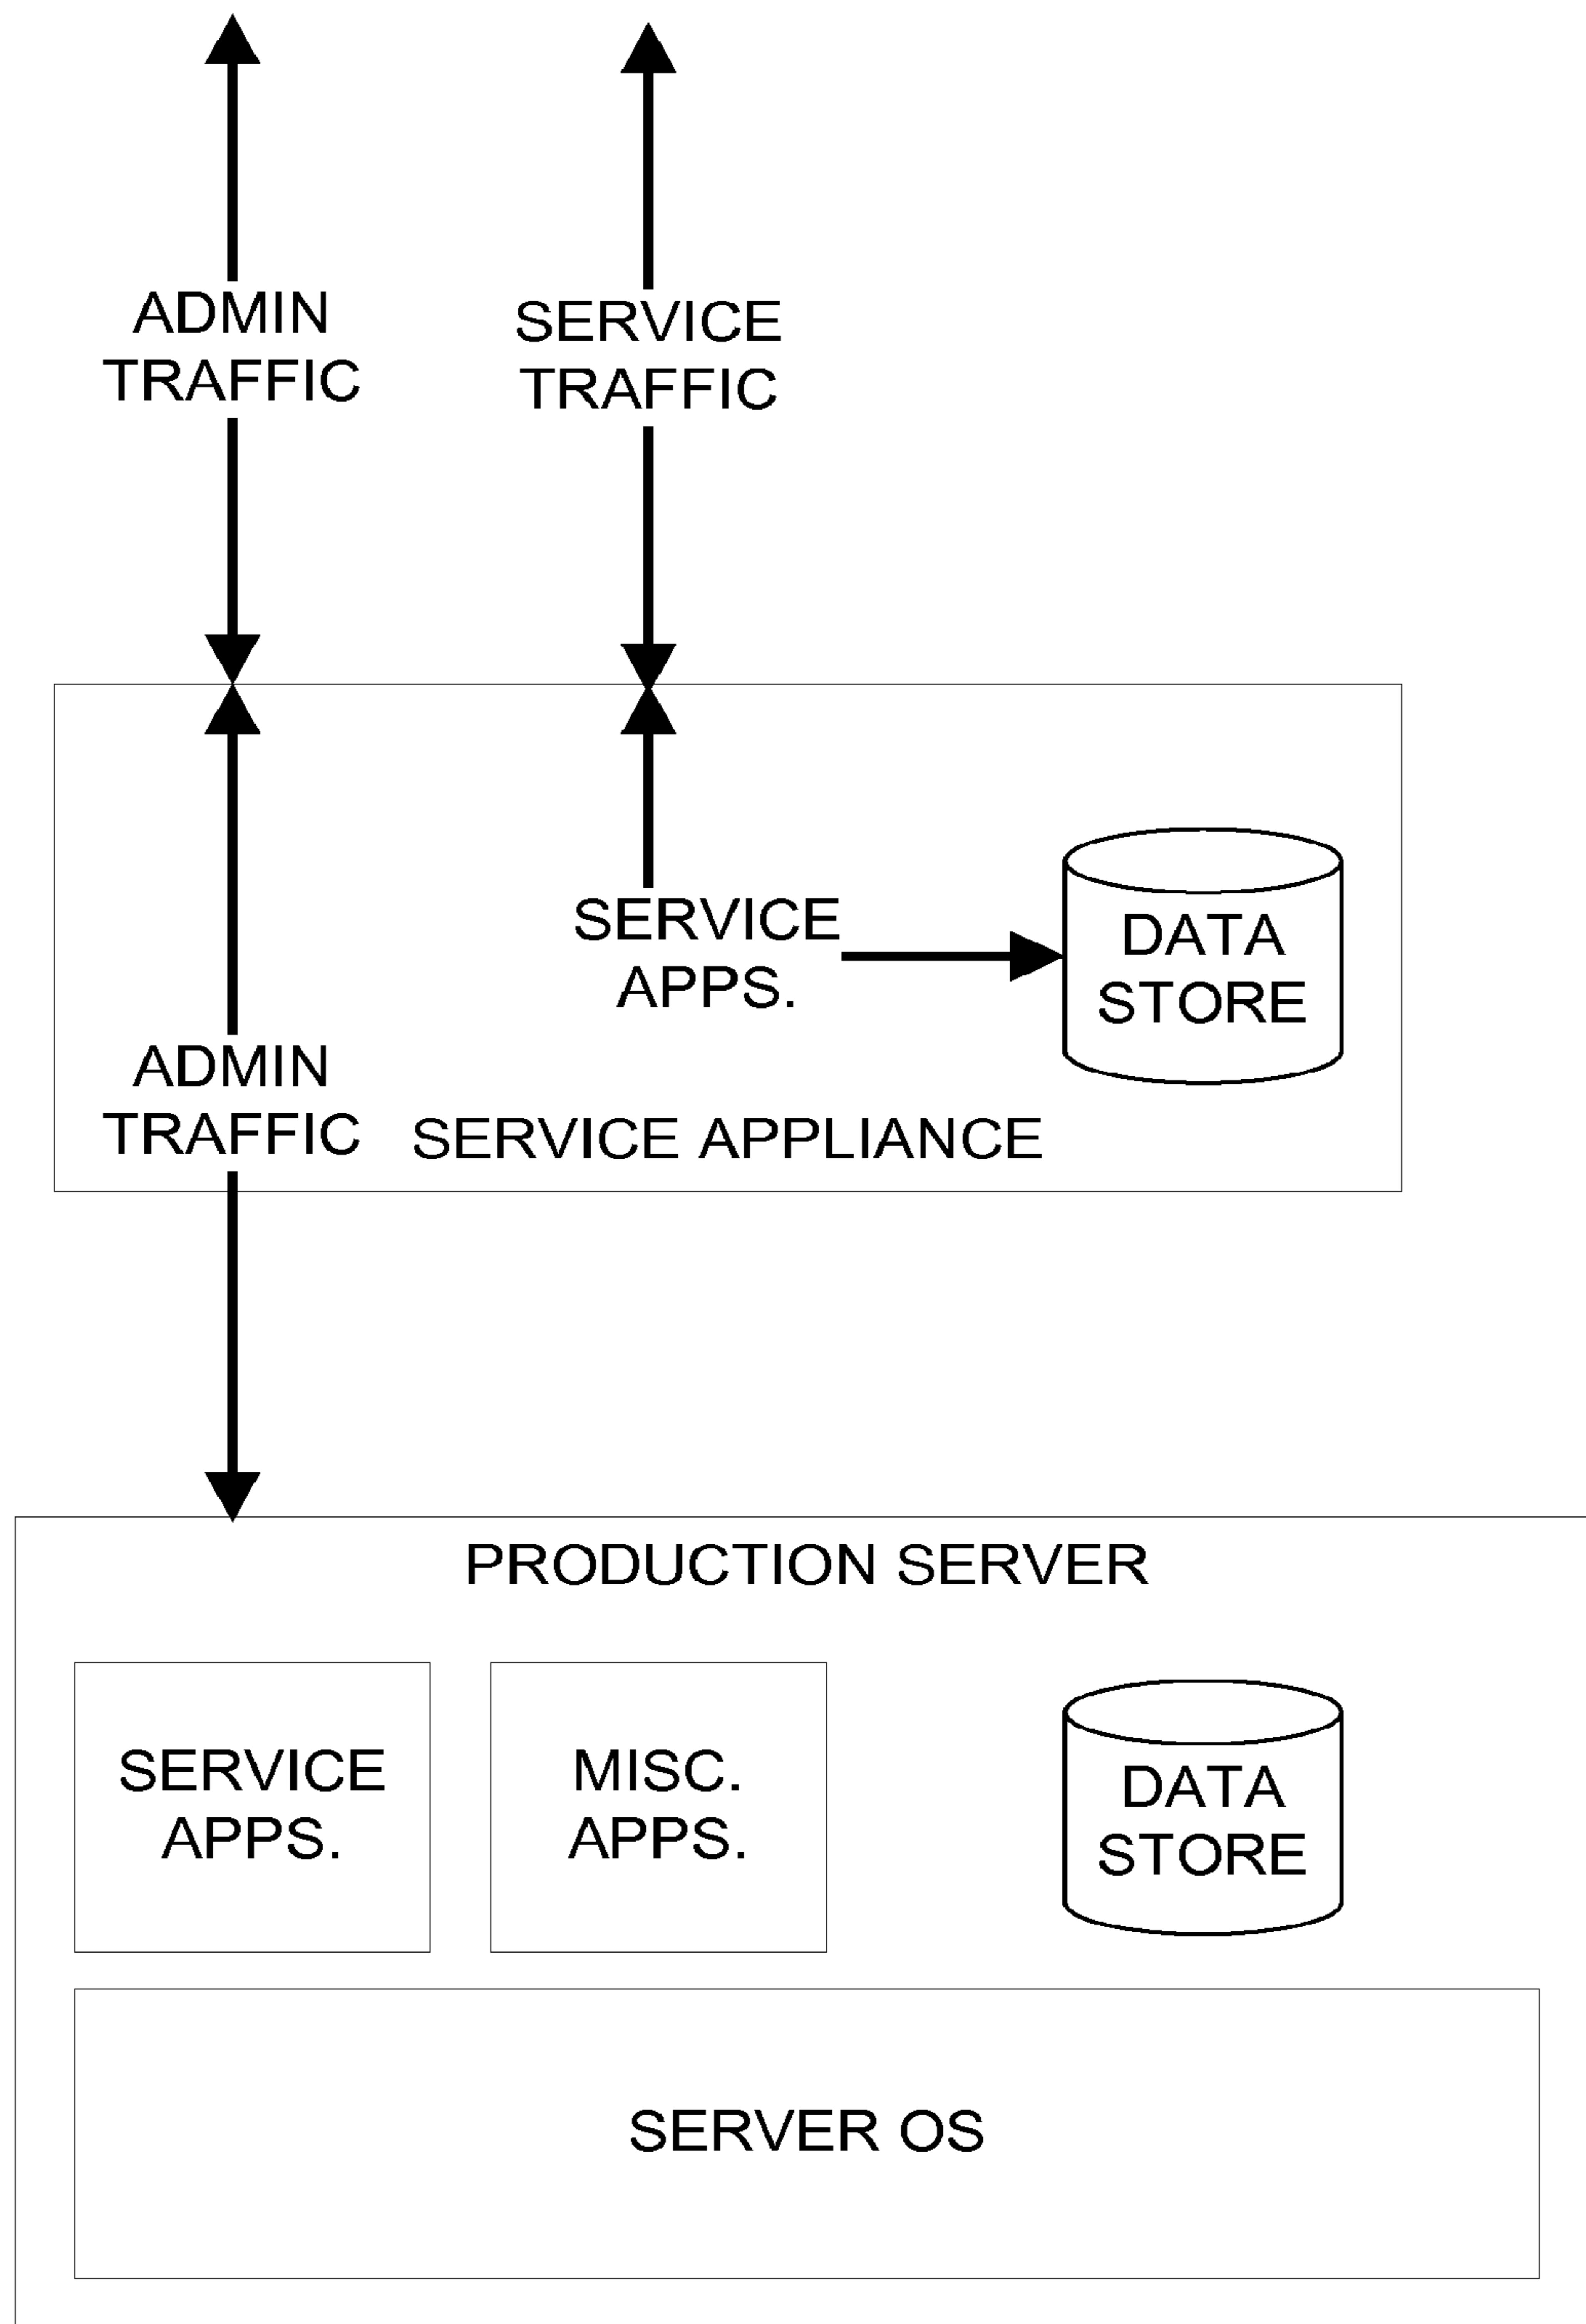 ADMIN
TRAFFIC
SERVICE
TRAFFIC
SERVICE
APPS.
DATA
STORE
ADMIN
TRAFFIC
SERVICE APPLIANCE
PRODUCTION SERVER
SERVICE
APPS.
MISC.
APPS.
DATA
STORE
SERVER OS